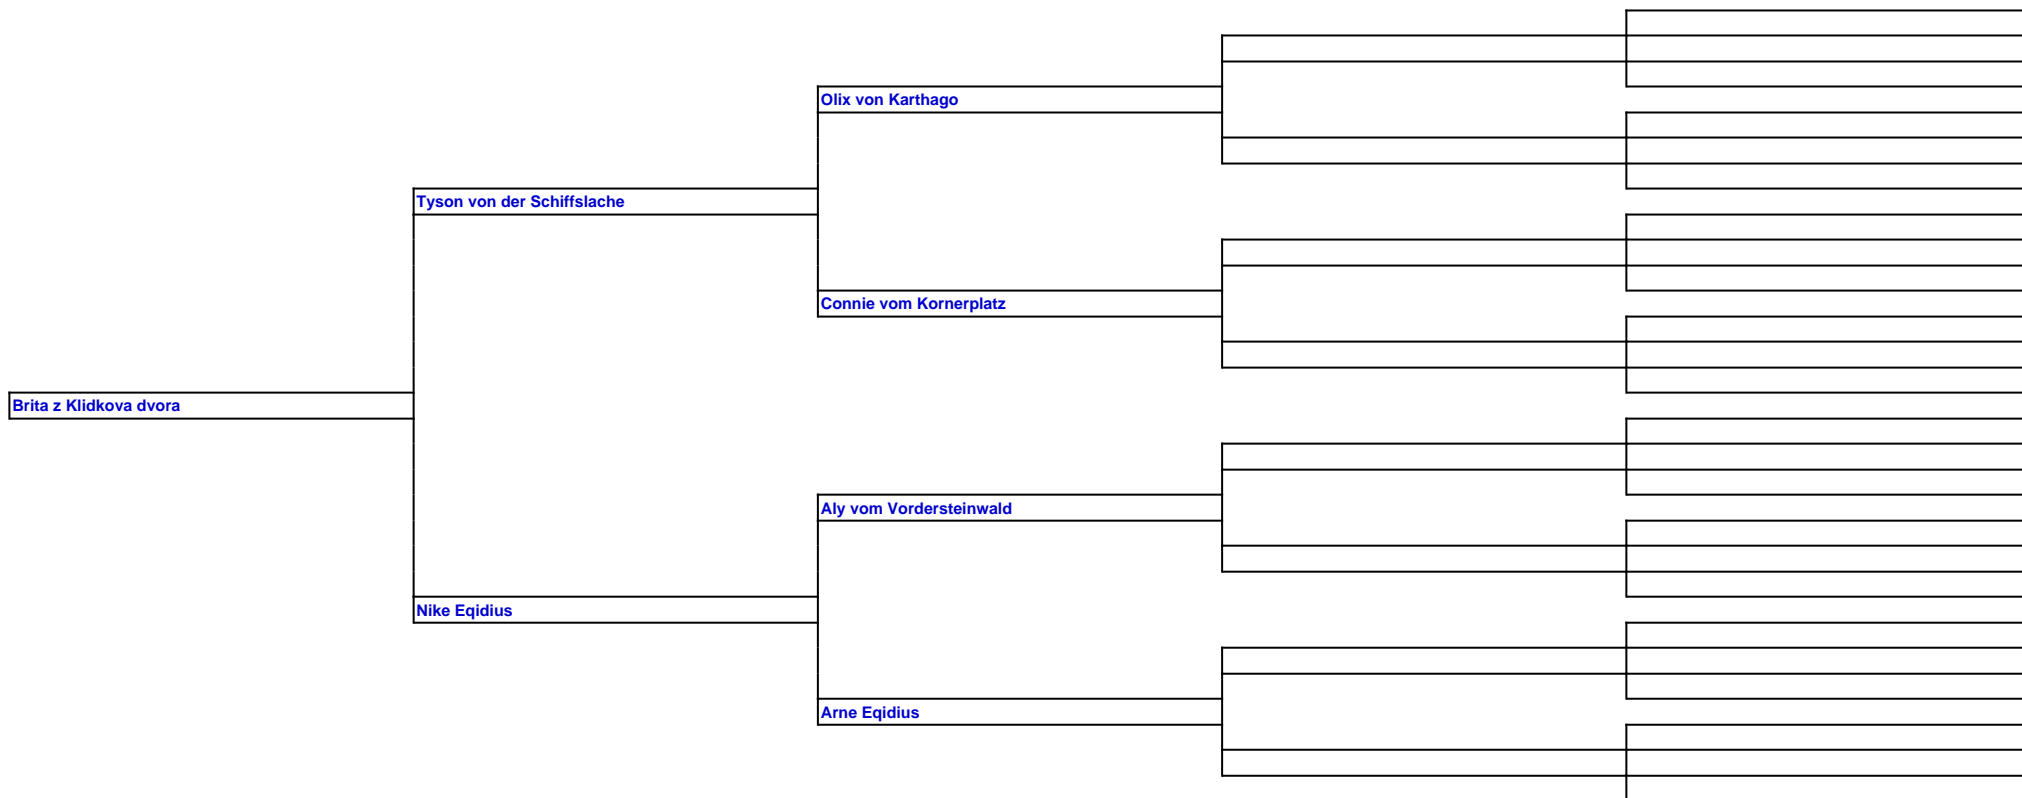 Olix von Karthago
Tyson von der Schiffslache
Connie vom Kornerplatz
Brita z Klidkova dvora
Aly vom Vordersteinwald
Nike Eqidius
Arne Eqidius